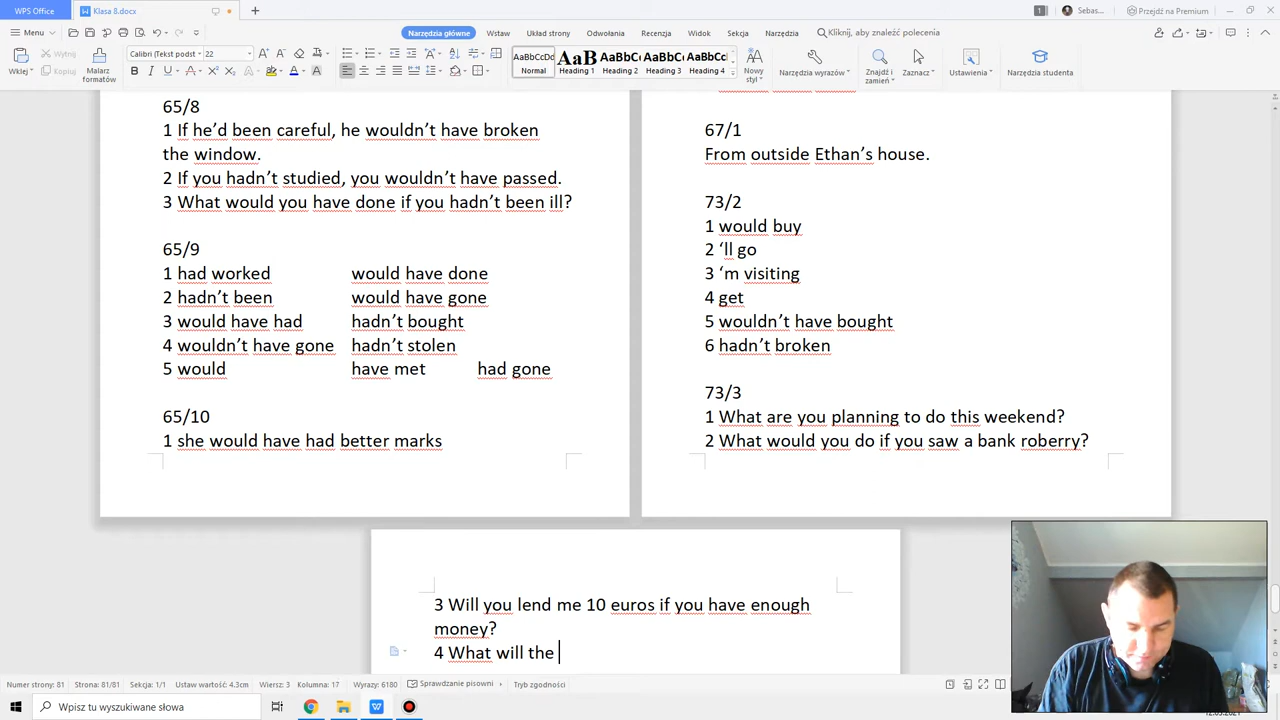 WPS Office
Klasa 8.docx
1
Sebas...
Przejdź na Premium
Menu
Narzędzia główne
Wstaw
Układ strony
Odwołania
Recenzja
Widok
Sekcja
Narzędzia
Kliknij, aby znaleźć polecenia
Wklej
Wytnij
Kopiuj
Malarz formatów
Calibri (Tekst podst
22
AaBbCcDd
Normal
AaBb
Heading 1
AaBbC
Heading 2
AaBbC
Heading 3
AaBbC
Heading 4
Nowy styl
Narzędzia wyrazów
Znajdź i zamień
Zaznacz
Ustawienia
Narzędzia studenta
65/8
1 If he’d been careful, he wouldn’t have broken
the window.
2 If you hadn’t studied, you wouldn’t have passed.
3 What would you have done if you hadn’t been ill?
65/9
1 had worked would have done
2 hadn’t been would have gone
3 would have had hadn’t bought
4 wouldn’t have gone hadn’t stolen
5 would have met had gone
65/10
1 she would have had better marks
67/1
From outside Ethan’s house.
73/2
1 would buy
2 ‘ll go
3 ‘m visiting
4 get
5 wouldn’t have bought
6 hadn’t broken
73/3
1 What are you planning to do this weekend?
2 What would you do if you saw a bank roberry?
3 Will you lend me 10 euros if you have enough
money?
4 What will the
Numer strony: 81
Strona: 81/81
Sekcja: 1/1
Ustaw wartość: 4.3cm
Wiersz: 3
Kolumna: 17
Wyrazy: 6180
Sprawdzanie pisowni
Tryb zgodności
Wpisz tu wyszukiwane słowa